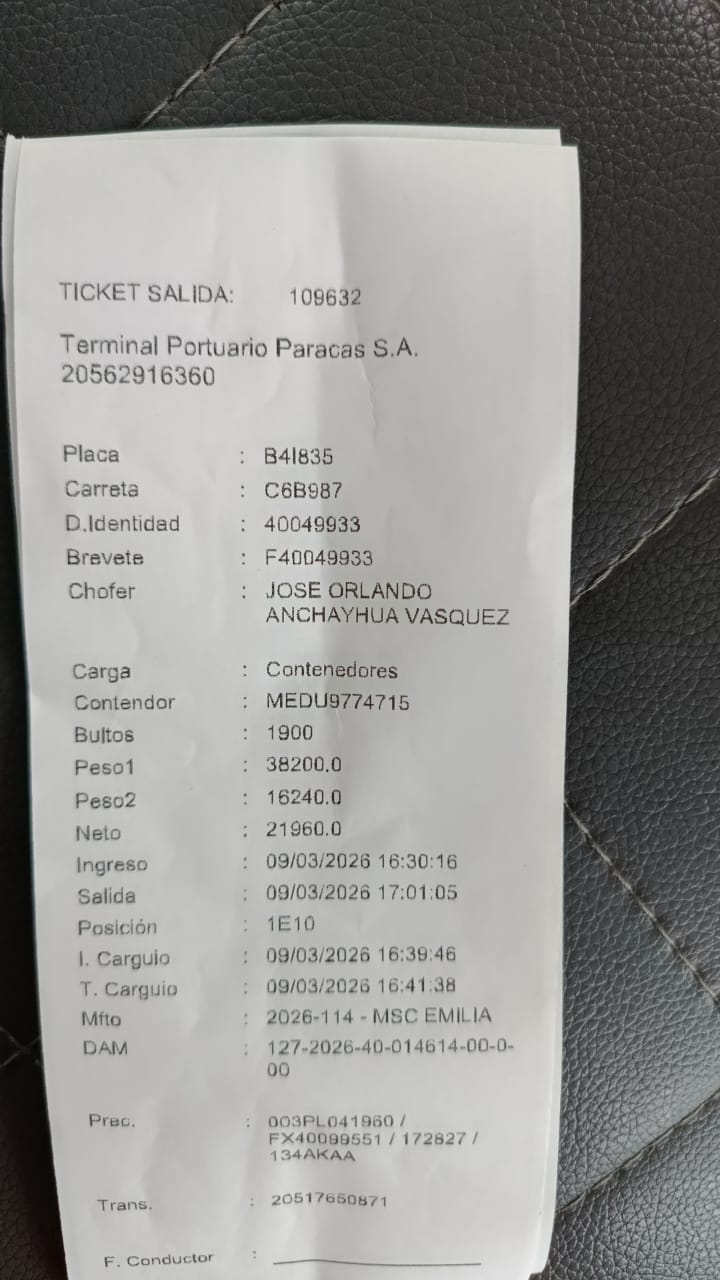 TICKET SALIDA: 109632
Terminal Portuario Paracas S.A.
20562916360
Placa : B4I835
Carreta : C6B987
D.Identidad : 40049933
Brevete : F40049933
Chofer : JOSE ORLANDO
ANCHAYHUA VASQUEZ
Carga : Contenedores
Contendor : MEDU9774715
Bultos : 1900
Peso1 : 38200.0
Peso2 : 16240.0
Neto : 21960.0
Ingreso : 09/03/2026 16:30:16
Salida : 09/03/2026 17:01:05
Posición : 1E10
I. Carguio : 09/03/2026 16:39:46
T. Carguio : 09/03/2026 16:41:38
Mfto : 2026-114 - MSC EMILIA
DAM : 127-2026-40-014614-00-0-
00
Prec. : 003PL041960 /
FX40099551 / 172827 /
134AKAA
Trans. : 20517650871
F. Conductor :